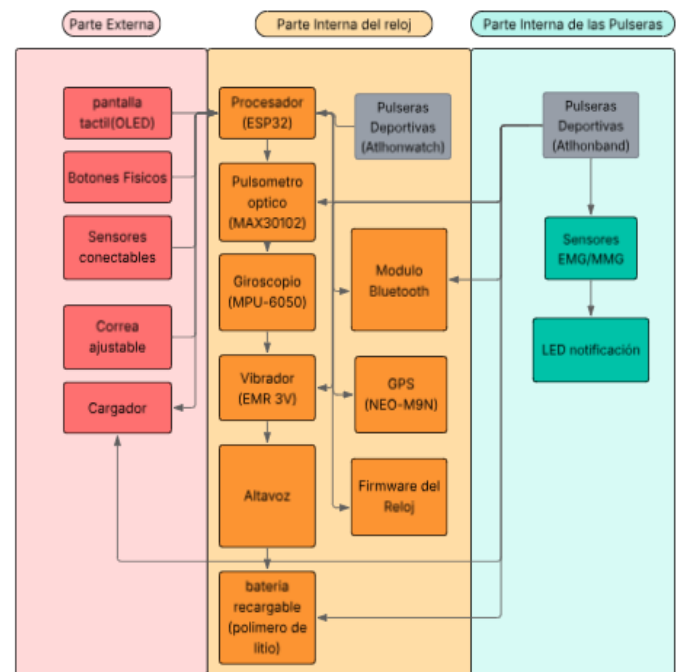 Parte Externa
Parte Interna del reloj
Parte Interna de las Pulseras
pantalla
tactil(OLED)
Botones Fisicos
Sensores
conectables
Correa
ajustable
Cargador
Procesador
(ESP32)
Pulsometro
optico
(MAX30102)
Giroscopio
(MPU-6050)
Vibrador
(EMR 3V)
Altavoz
bateria
recargable
(polimero de
litio)
Pulseras
Deportivas
(Atlhonwatch)
Modulo
Bluetooth
GPS
(NEO-M9N)
Firmware del
Reloj
Pulseras
Deportivas
(Atlhonband)
Sensores
EMG/MMG
LED notificación